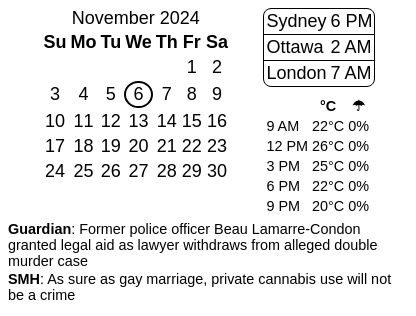 November 2024
Su Mo Tu We Th Fr Sa
1 2
3 4 5 6 7 8 9
10 11 12 13 14 15 16
17 18 19 20 21 22 23
24 25 26 27 28 29 30
Sydney 6 PM
Ottawa 2 AM
London 7 AM
°C ☂
9 AM 22°C 0%
12 PM 26°C 0%
3 PM 25°C 0%
6 PM 22°C 0%
9 PM 20°C 0%
Guardian: Former police officer Beau Lamarre-Condon
granted legal aid as lawyer withdraws from alleged double
murder case
SMH: As sure as gay marriage, private cannabis use will not
be a crime